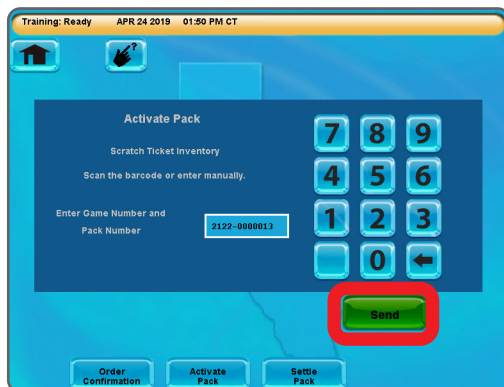 Training: Ready APR 24 2019 01:50 PM CT
?
Activate Pack
Scratch Ticket Inventory
Scan the barcode or enter manually.
Enter Game Number and
Pack Number
2122-0000013
7 8 9
4 5 6
1 2 3
0
Send
Order
Confirmation
Activate
Pack
Settle
Pack